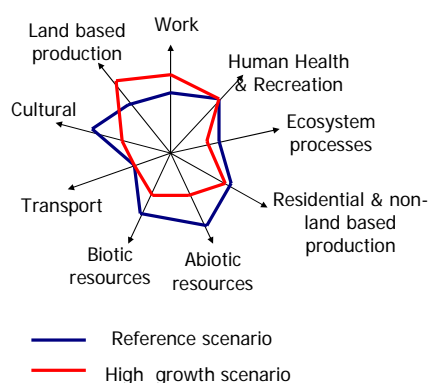 Work
Land based
production
Human Health
& Recreation
Cultural
Ecosystem
processes
Transport
Residential & non-
land based
production
Biotic
resources
Abiotic
resources
Reference scenario
High growth scenario